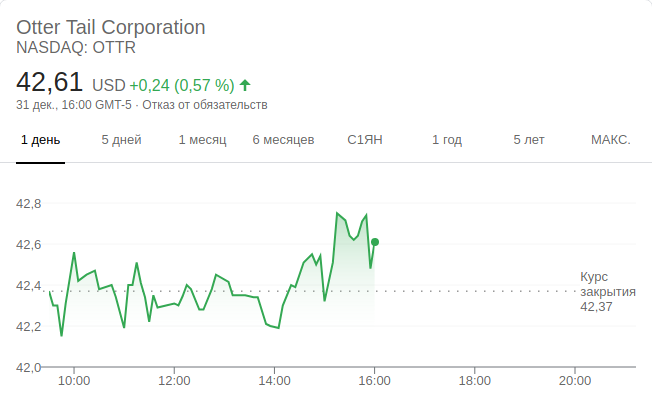 Otter Tail Corporation
NASDAQ: OTTR
42,61 USD +0,24 (0,57 %)
31 дек., 16:00 GMT-5 · Отказ от обязательств
1 день 5 дней 1 месяц 6 месяцев С1ЯН 1 год 5 лет МАКС.
42,8
42,6
42,4
42,2
42,0
Курс
закрытия
42,37
10:00 12:00 14:00 16:00 18:00 20:00